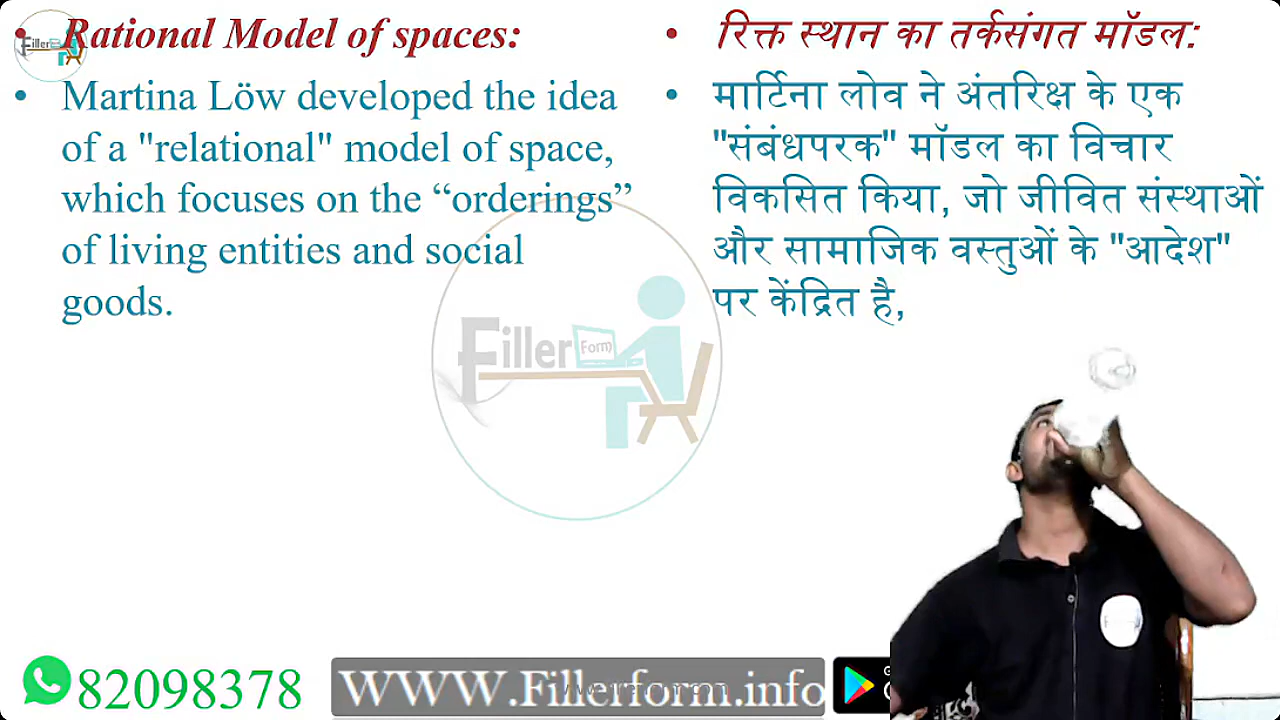 Rational Model of spaces:
Martina Löw developed the idea
of a "relational" model of space,
which focuses on the “orderings”
of living entities and social
goods.
रिक्त स्थान का तर्कसंगत मॉडल:
मार्टिना लोव ने अंतरिक्ष के एक
"संबंधपरक" मॉडल का विचार
विकसित किया, जो जीवित संस्थाओं
और सामाजिक वस्तुओं के "आदेश"
पर केंद्रित है,
Filler Form
82098378
WWW.Fillerform.info